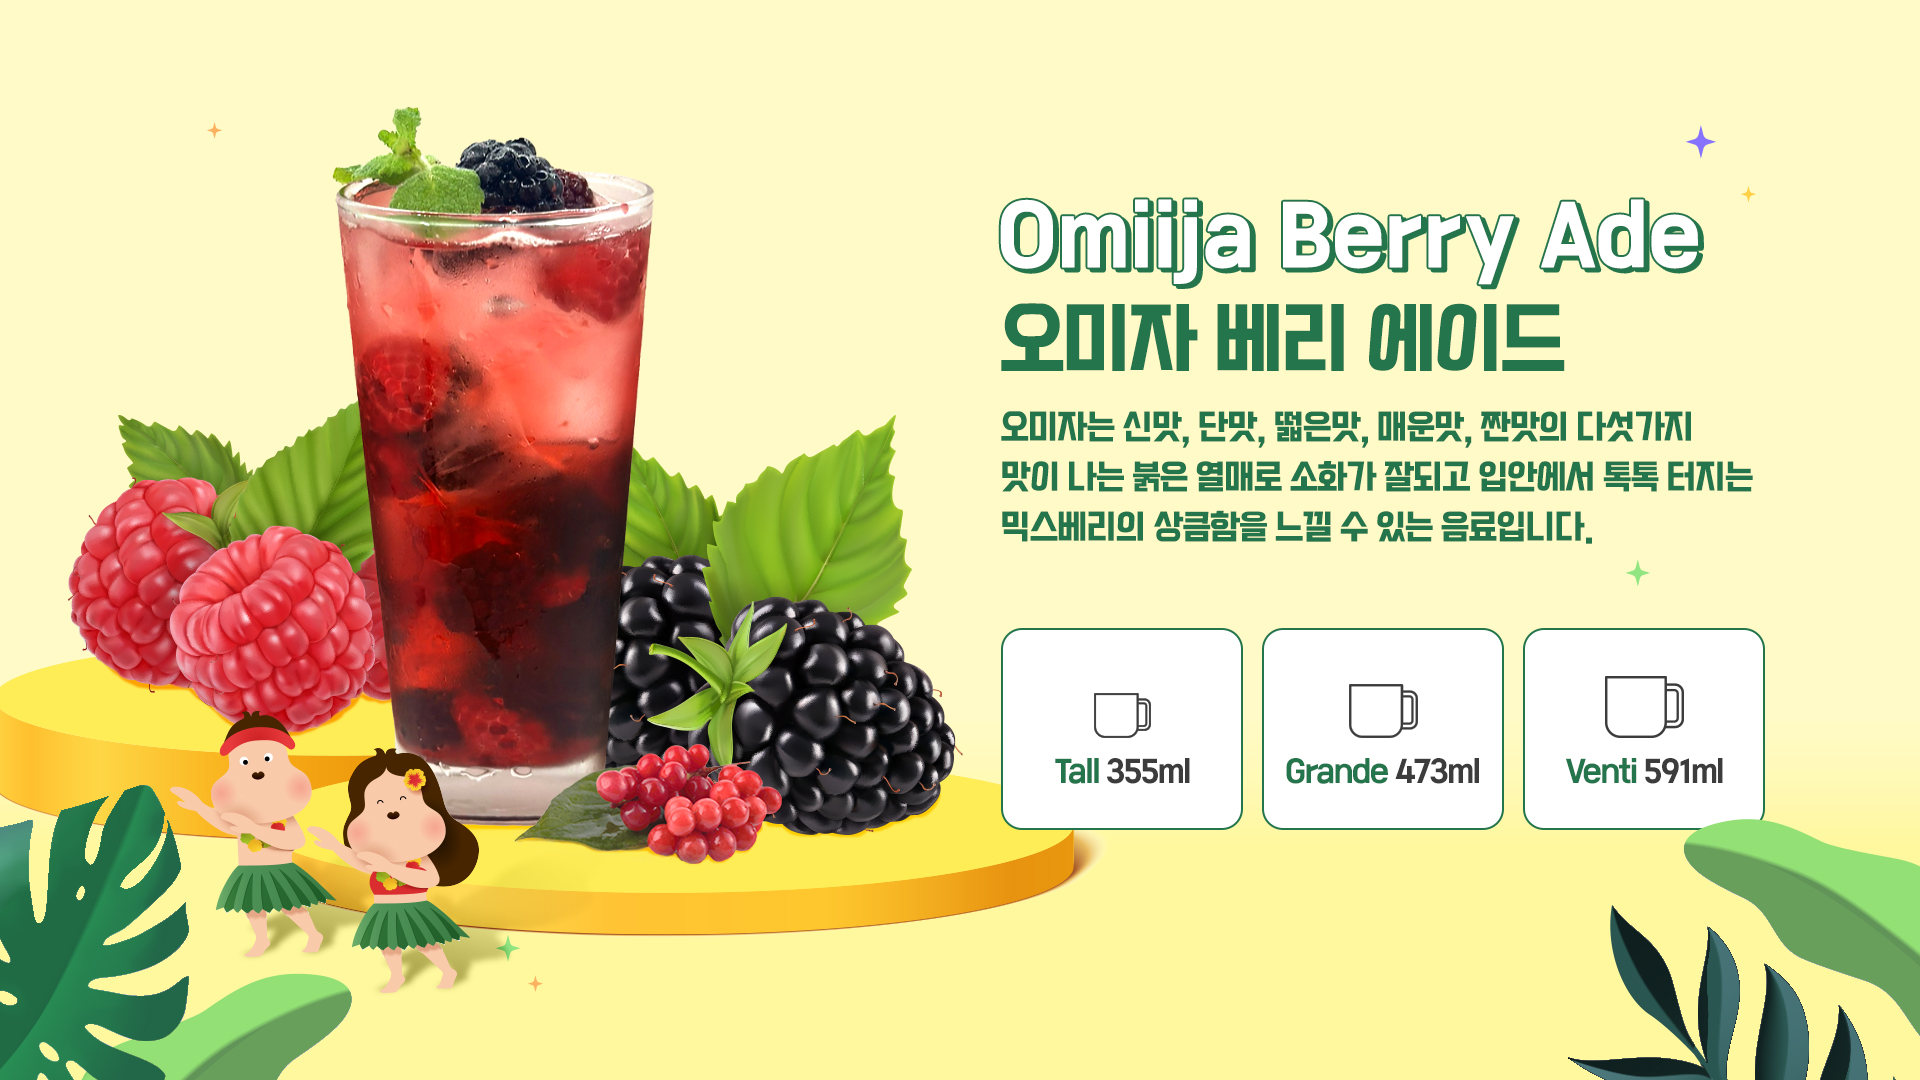 Omiija Berry Ade
오미자 베리 에이드
오미자는 신맛, 단맛, 떫은맛, 매운맛, 짠맛의 다섯가지
맛이 나는 붉은 열매로 소화가 잘되고 입안에서 톡톡 터지는
믹스베리의 상큼함을 느낄 수 있는 음료입니다.
Tall 355ml
Grande 473ml
Venti 591ml